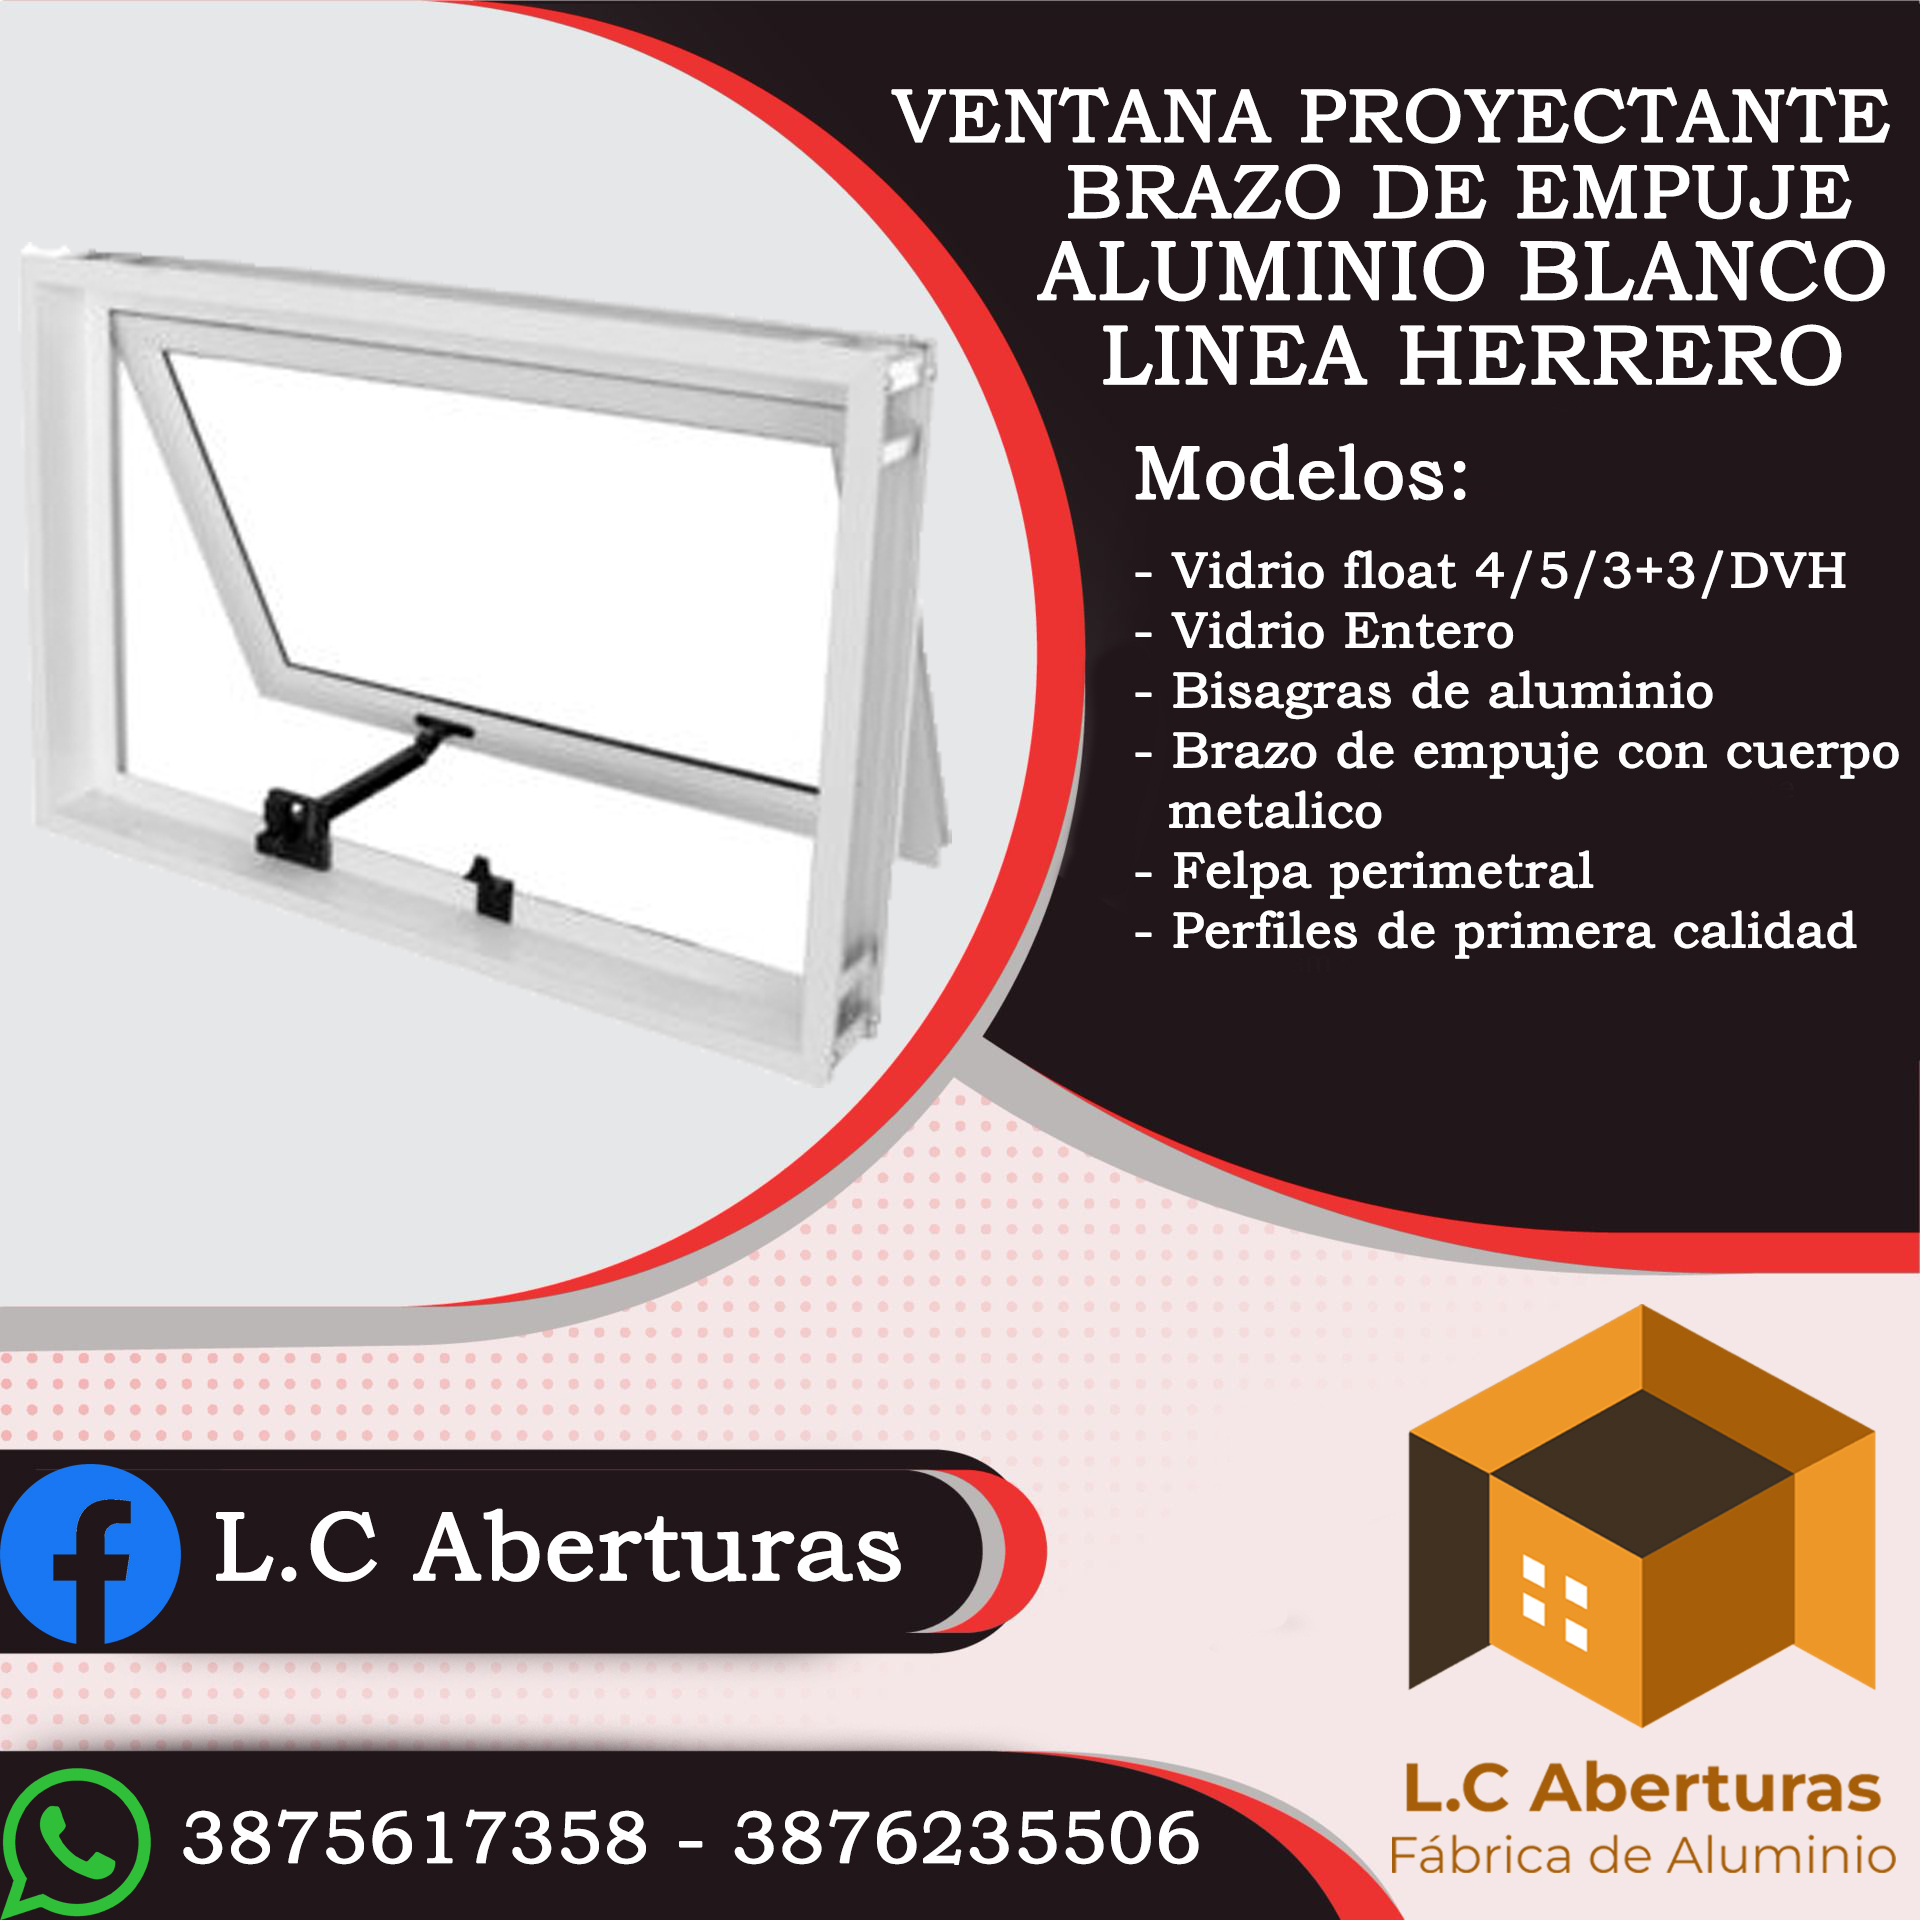 VENTANA PROYECTANTE
BRAZO DE EMPUJE
ALUMINIO BLANCO
LINEA HERRERO
Modelos:
- Vidrio float 4/5/3+3/DVH
- Vidrio Entero
- Bisagras de aluminio
- Brazo de empuje con cuerpo
metalico
- Felpa perimetral
- Perfiles de primera calidad
L.C Aberturas
3875617358 - 3876235506
L.C Aberturas
Fábrica de Aluminio